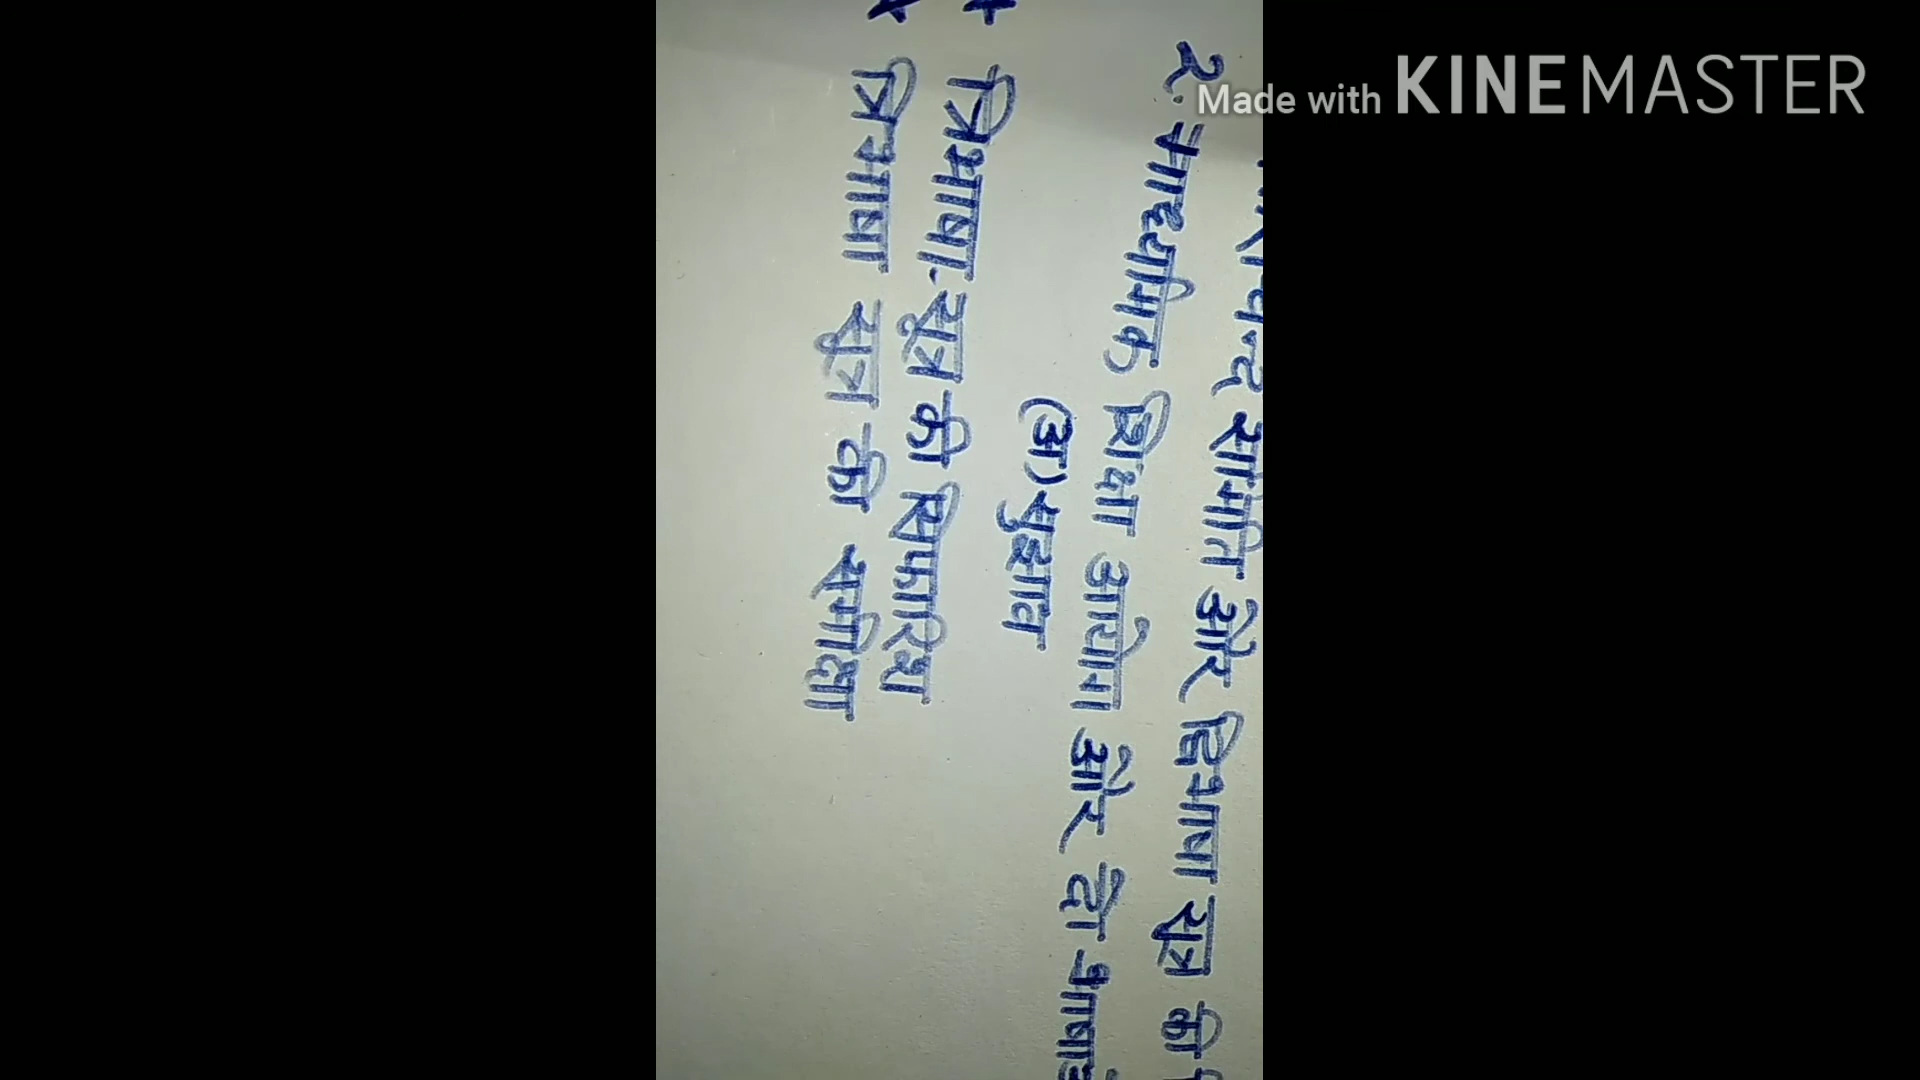 Made with KINEMASTER
समिति और द्विभाषा सूत्र की
2. माध्यमिक शिक्षा आयोग और दो भाषाओं
(का) सुझाव
* त्रिभाषा-सूत्र की सिफारिश
* त्रिभाषा सूत्र की समीक्षा